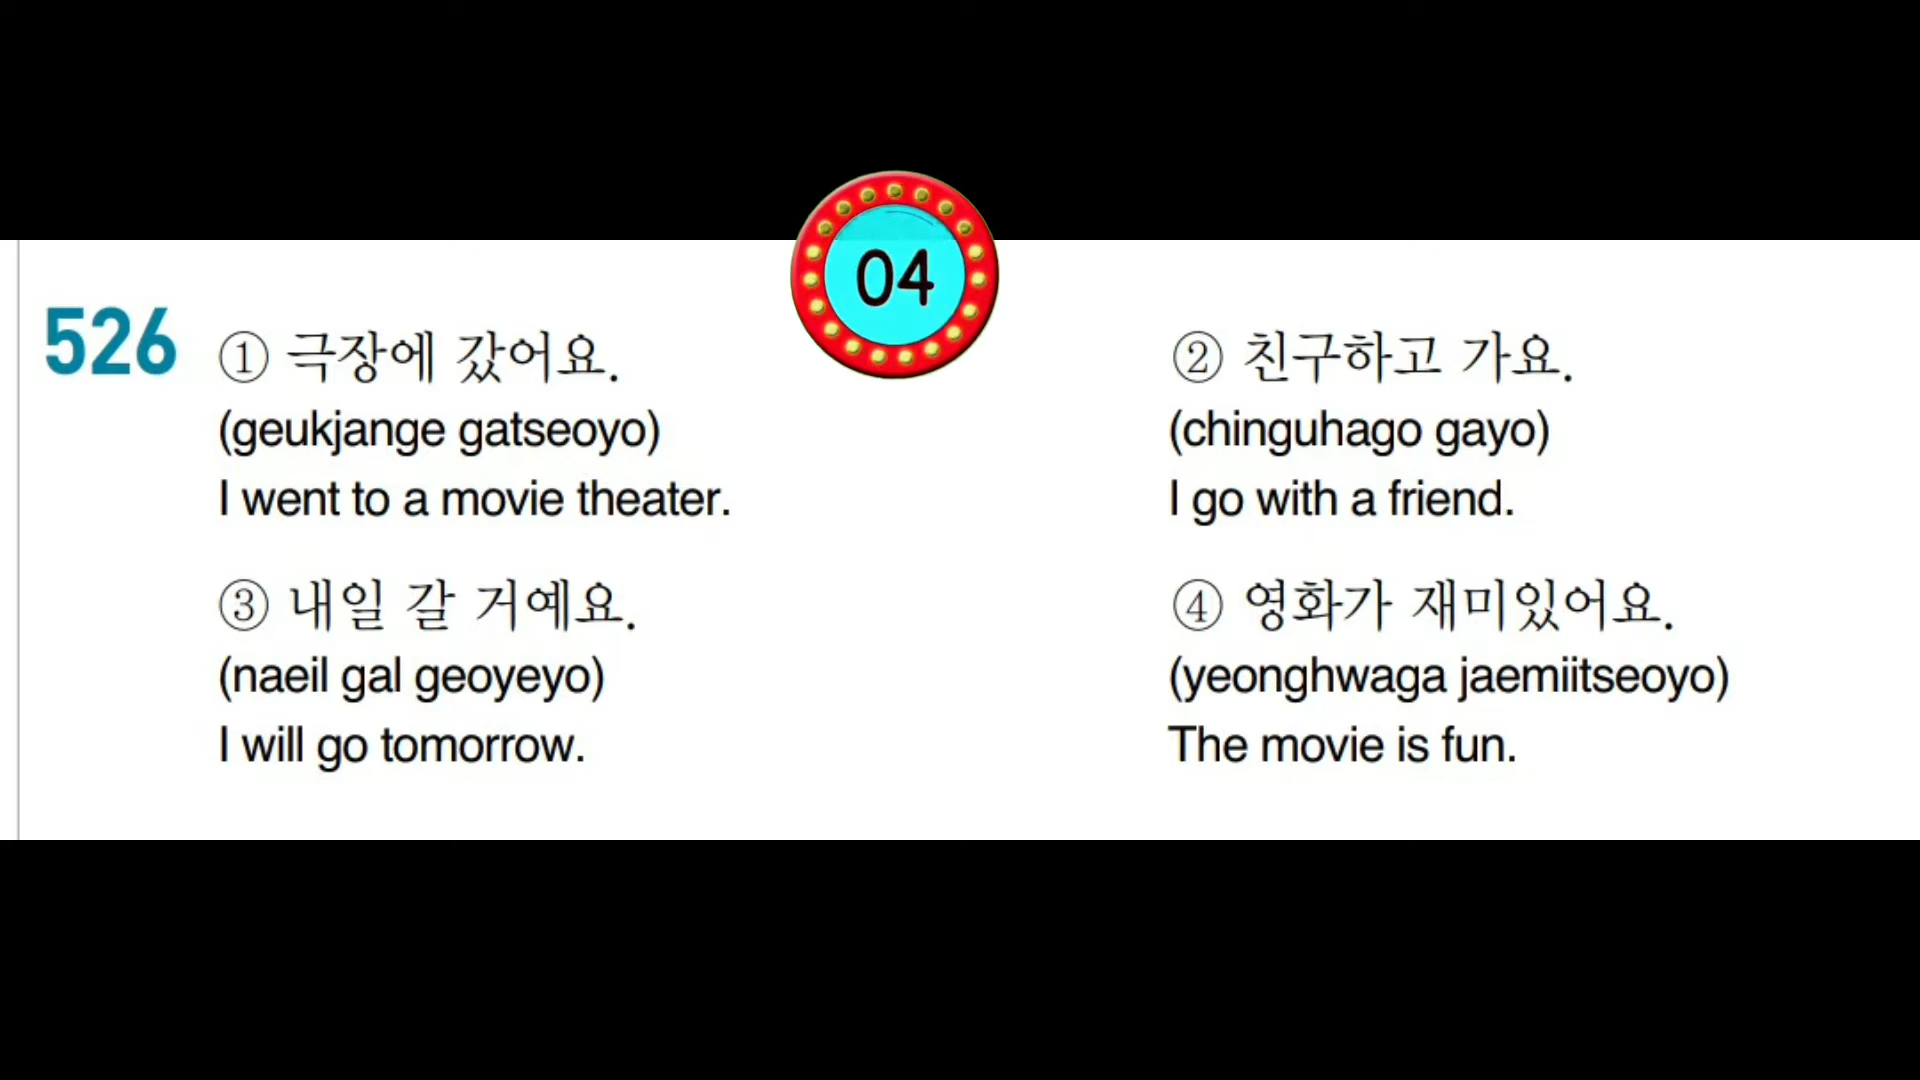 04
526
① 극장에 갔어요.
(geukjange gatseoyo)
I went to a movie theater.
② 친구하고 가요.
(chinguhago gayo)
I go with a friend.
③ 내일 갈 거예요.
(naeil gal geoyeyo)
I will go tomorrow.
④ 영화가 재미있어요.
(yeonghwaga jaemiitseoyo)
The movie is fun.